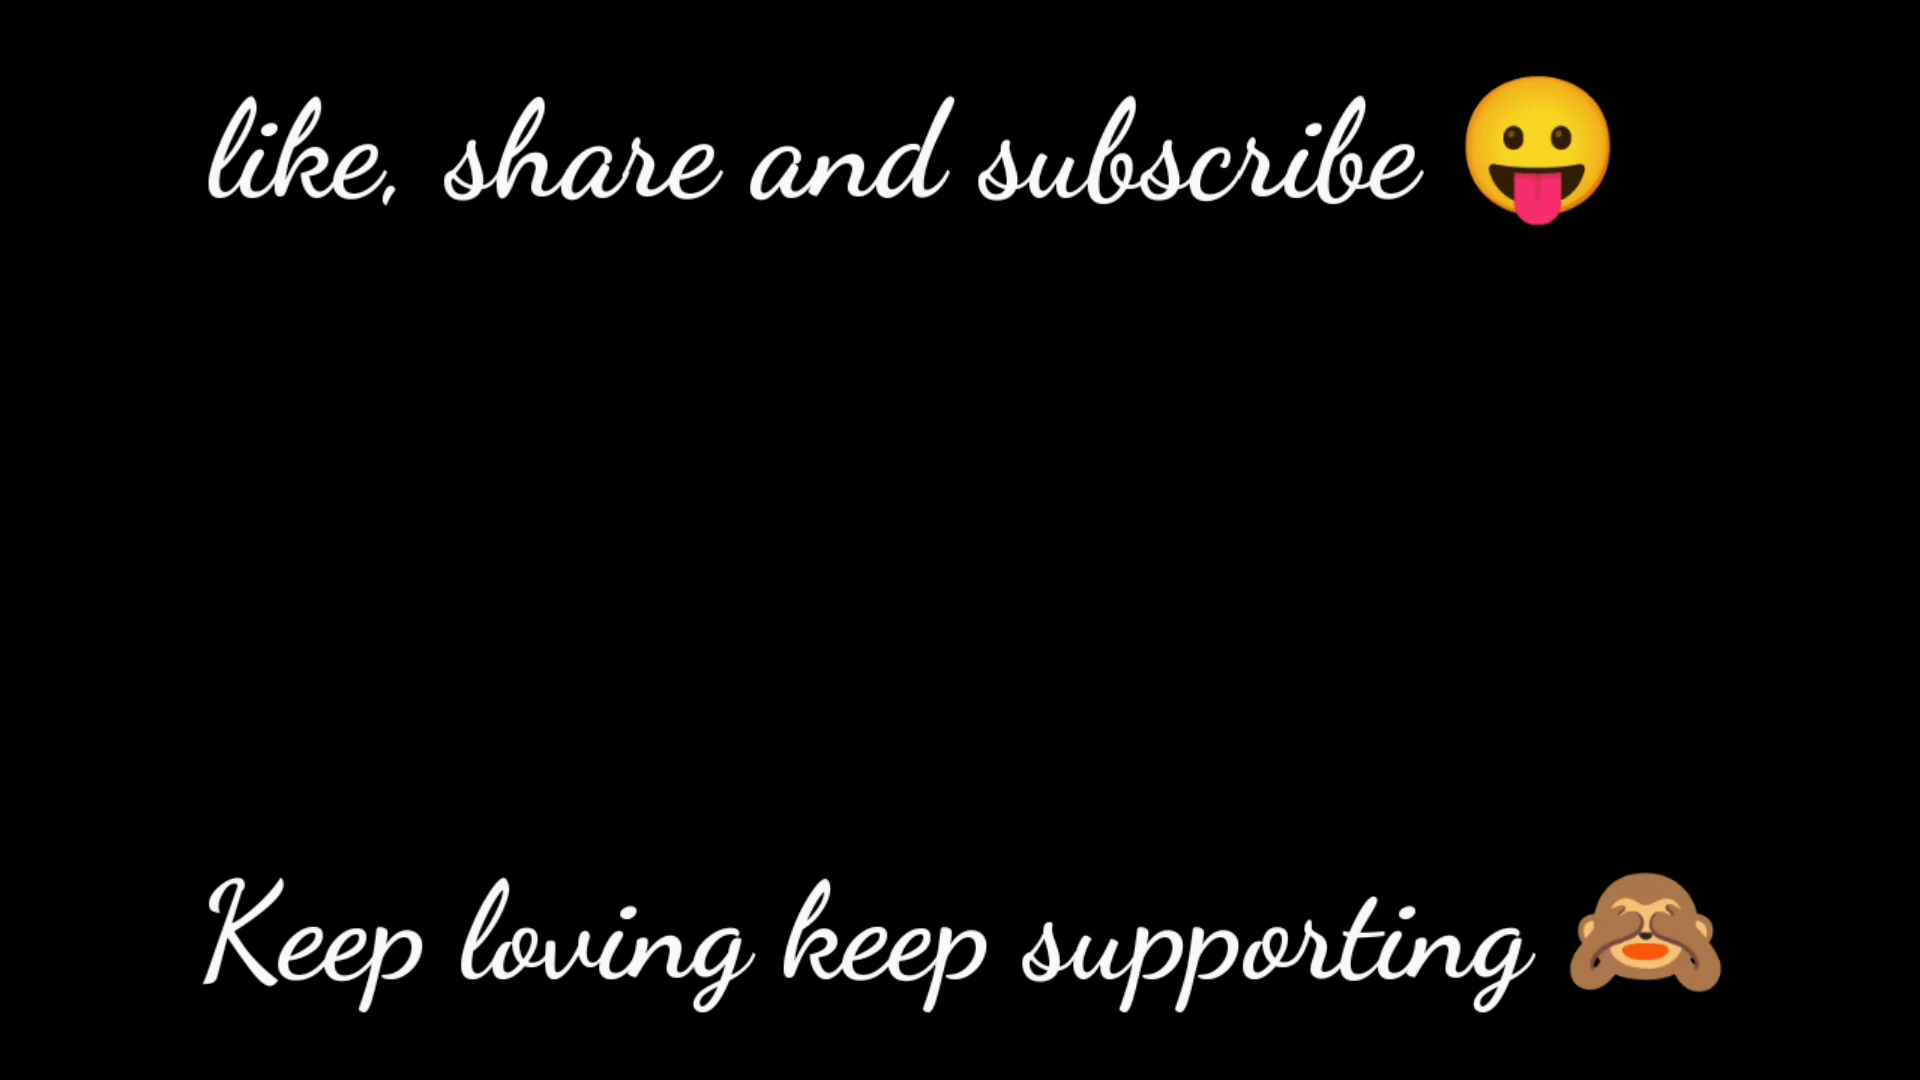 like, share and subscribe 😛
Keep loving keep supporting 🙈